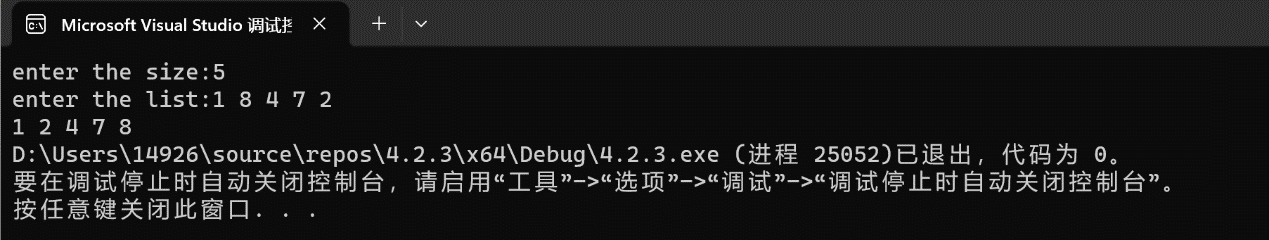 Microsoft Visual Studio 调试控
enter the size:5
enter the list:1 8 4 7 2
1 2 4 7 8
D:\Users\14926\source\repos\4.2.3\x64\Debug\4.2.3.exe (进程 25052)已退出，代码为 0。
要在调试停止时自动关闭控制台，请启用“工具”->“选项”->“调试”->“调试停止时自动关闭控制台”。
按任意键关闭此窗口. . .